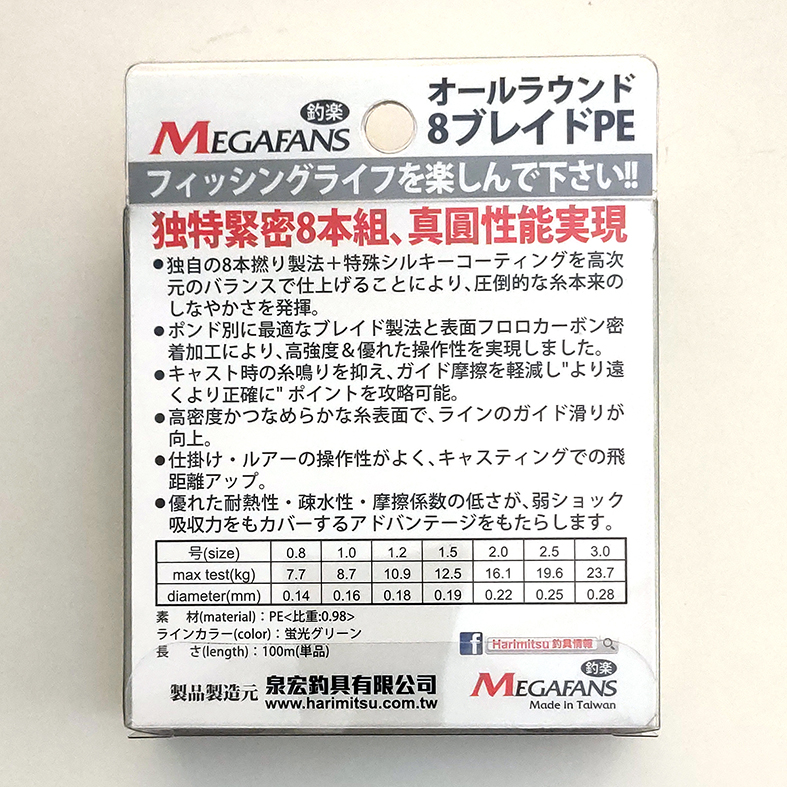 釣楽
MEGAFANS
オールラウンド
8ブレイドPE
フィッシングライフを楽しんで下さい!!
独特緊密8本組、真圓性能実現
●独自の8本撚り製法＋特殊シルキーコーティングを高次
元のバランスで仕上げることにより、圧倒的な糸本来の
しなやかさを発揮。
●ポンド別に最適なブレイド製法と表面フロロカーボン密
着加工により、高強度＆優れた操作性を実現しました。
●キャスト時の糸鳴りを抑え、ガイド摩擦を軽減し"より遠
くより正確に" ポイントを攻略可能。
●高密度かつなめらかな糸表面で、ラインのガイド滑りが
向上。
●仕掛け・ルアーの操作性がよく、キャスティングでの飛
距離アップ。
●優れた耐熱性・疎水性・摩擦係数の低さが、弱ショック
吸収力をもカバーするアドバンテージをもたらします。
号(size) 0.8 1.0 1.2 1.5 2.0 2.5 3.0
max test(kg) 7.7 8.7 10.9 12.5 16.1 19.6 23.7
diameter(mm) 0.14 0.16 0.18 0.19 0.22 0.25 0.28
素 材(material)：PE<比重:0.98>
ラインカラー(color)：蛍光グリーン
長 さ(length)：100m(単品)
f Harimitsu 釣具情報
製品製造元 泉宏釣具有限公司
www.harimitsu.com.tw
釣楽
MEGAFANS
Made in Taiwan